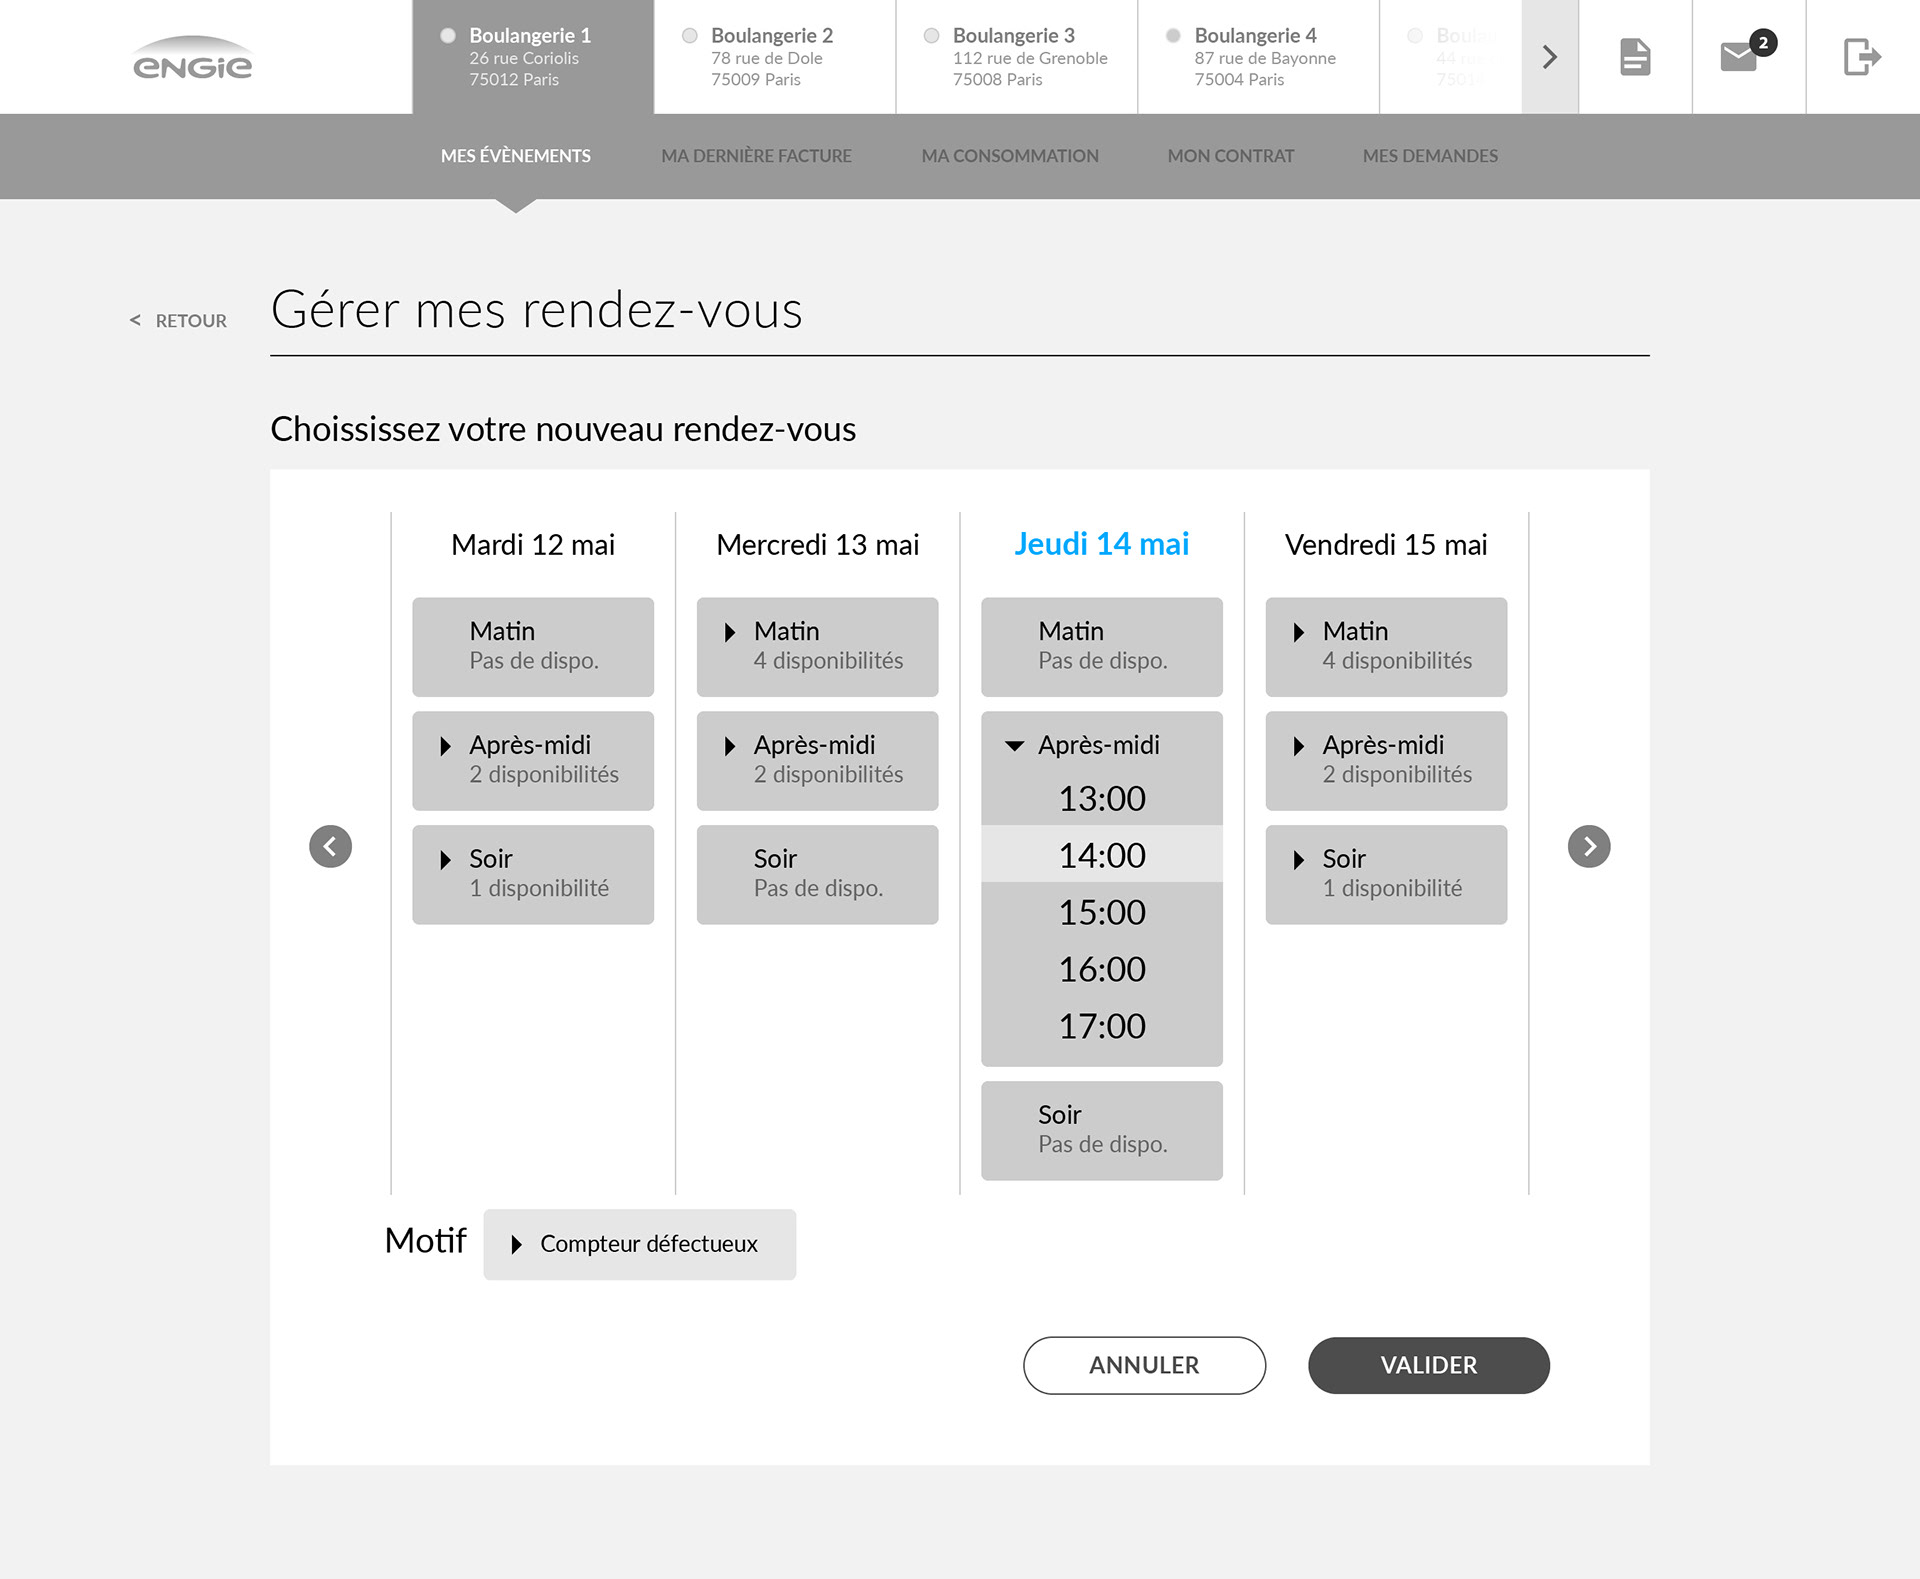 ENGIE
Boulangerie 1
26 rue Coriolis
75012 Paris
Boulangerie 2
78 rue de Dole
75009 Paris
Boulangerie 3
112 rue de Grenoble
75008 Paris
Boulangerie 4
87 rue de Bayonne
75004 Paris
44 rue
2
MES ÉVÈNEMENTS
MA DERNIÈRE FACTURE
MA CONSOMMATION
MON CONTRAT
MES DEMANDES
< RETOUR
Gérer mes rendez-vous
Choississez votre nouveau rendez-vous
Mardi 12 mai
Matin
Pas de dispo.
Après-midi
2 disponibilités
Soir
1 disponibilité
Mercredi 13 mai
Matin
4 disponibilités
Après-midi
2 disponibilités
Soir
Pas de dispo.
Jeudi 14 mai
Matin
Pas de dispo.
Après-midi
13:00
14:00
15:00
16:00
17:00
Soir
Pas de dispo.
Vendredi 15 mai
Matin
4 disponibilités
Après-midi
2 disponibilités
Soir
1 disponibilité
Motif
Compteur défectueux
ANNULER
VALIDER